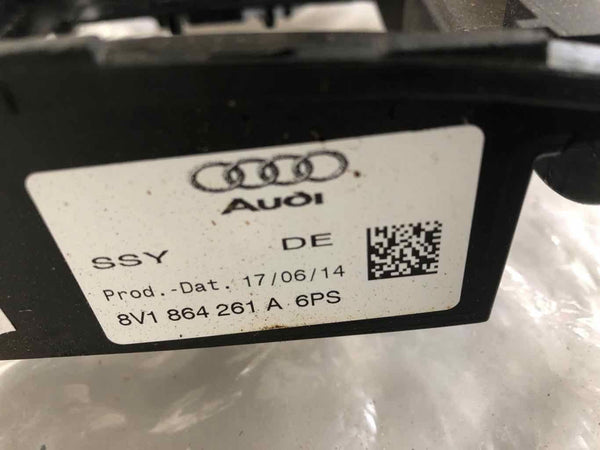 Audi
SSY DE
Prod.-Dat. 17/06/14
8V1 864 261 A 6PS